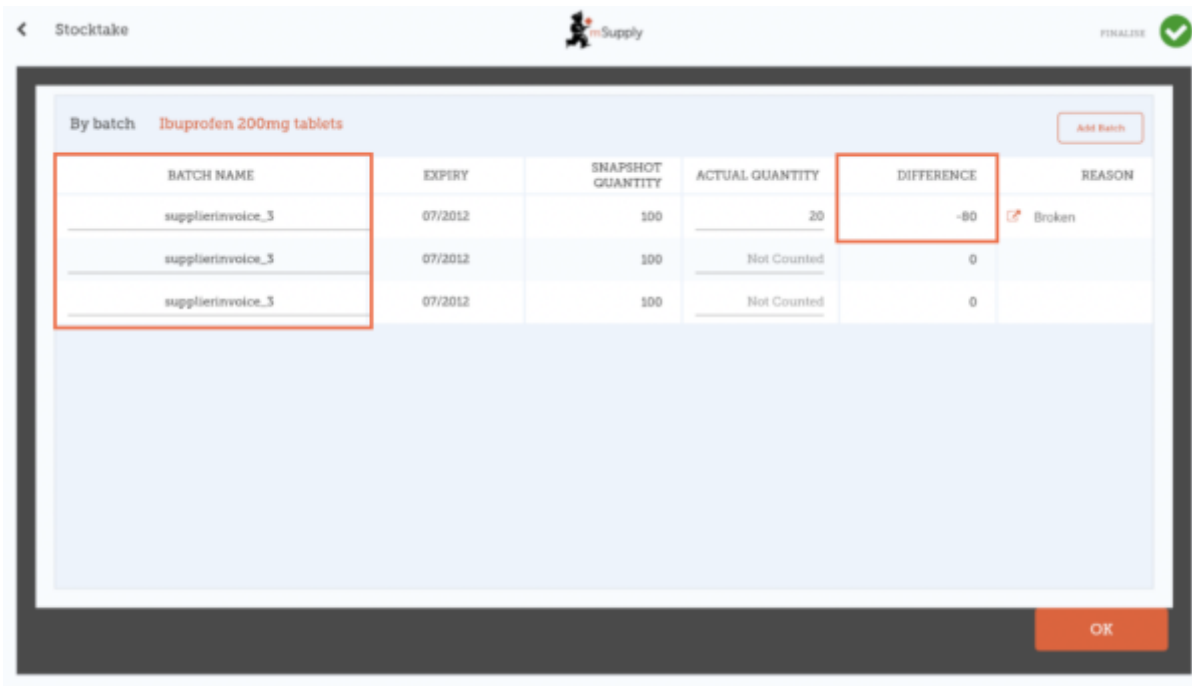 Stocktake
mSupply
FINALISE
By batch Ibuprofen 200mg tablets
Add Batch
BATCH NAME EXPIRY SNAPSHOT QUANTITY ACTUAL QUANTITY DIFFERENCE REASON
supplierinvoice_3 07/2012 100 20 -80 Broken
supplierinvoice_3 07/2012 100 Not Counted 0
supplierinvoice_3 07/2012 100 Not Counted 0
OK